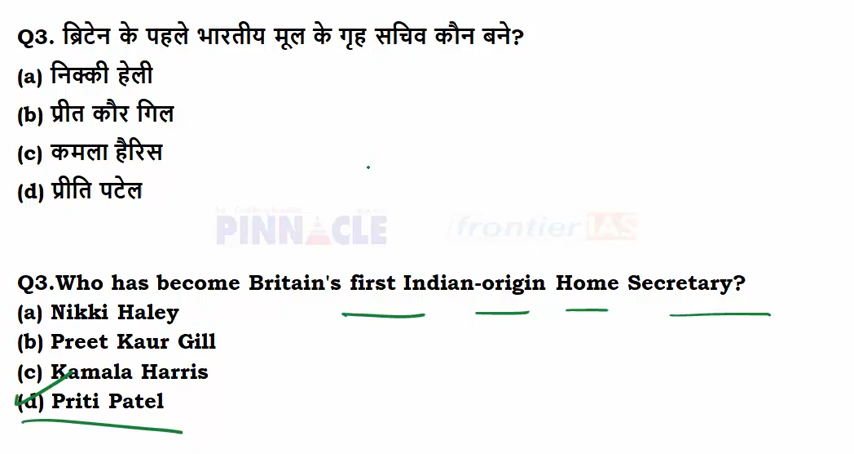 Q3. ब्रिटेन के पहले भारतीय मूल के गृह सचिव कौन बने?
(a) निक्की हेली
(b) प्रीत कौर गिल
(c) कमला हैरिस
(d) प्रीति पटेल
PINNACLE frontier IAS
Q3.Who has become Britain's first Indian-origin Home Secretary?
(a) Nikki Haley
(b) Preet Kaur Gill
(c) Kamala Harris
(d) Priti Patel